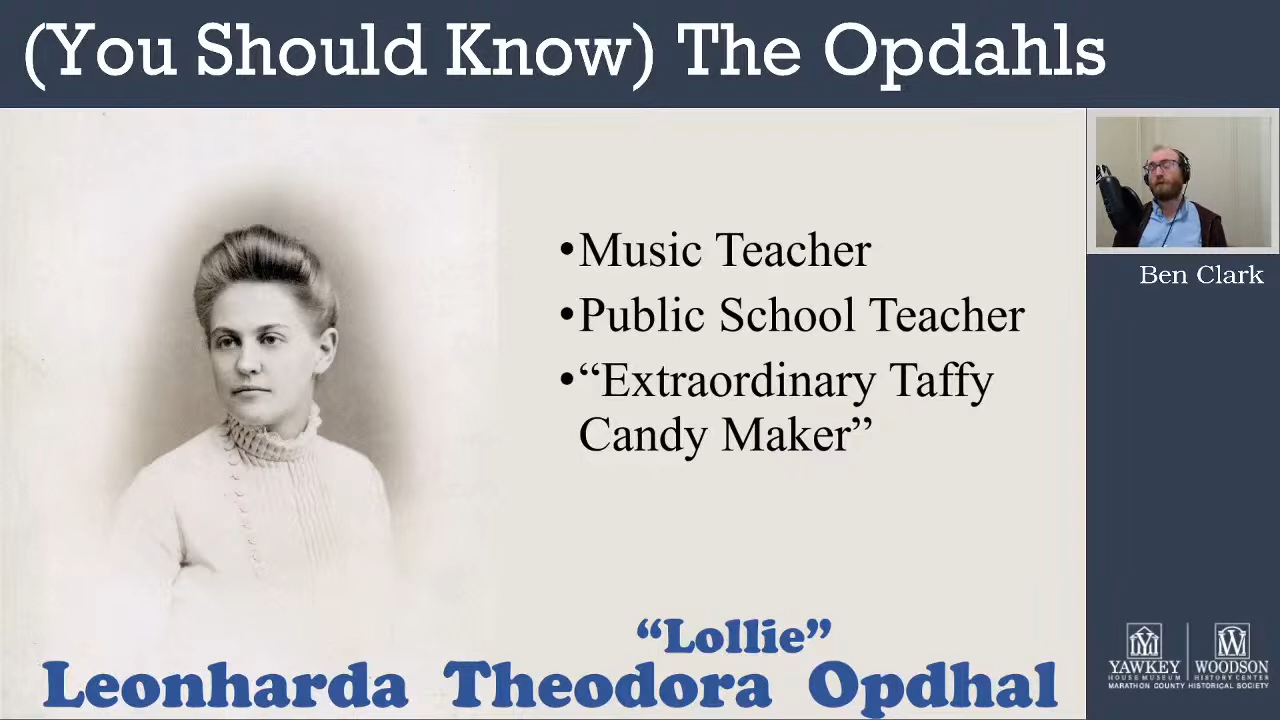 (You Should Know) The Opdahls
•Music Teacher
•Public School Teacher
•“Extraordinary Taffy
Candy Maker”
“Lollie”
Leonharda Theodora Opdhal
Ben Clark
YAWKEY | WOODSON
HOUSE MUSEUM | HISTORY CENTER
MARATHON COUNTY HISTORICAL SOCIETY